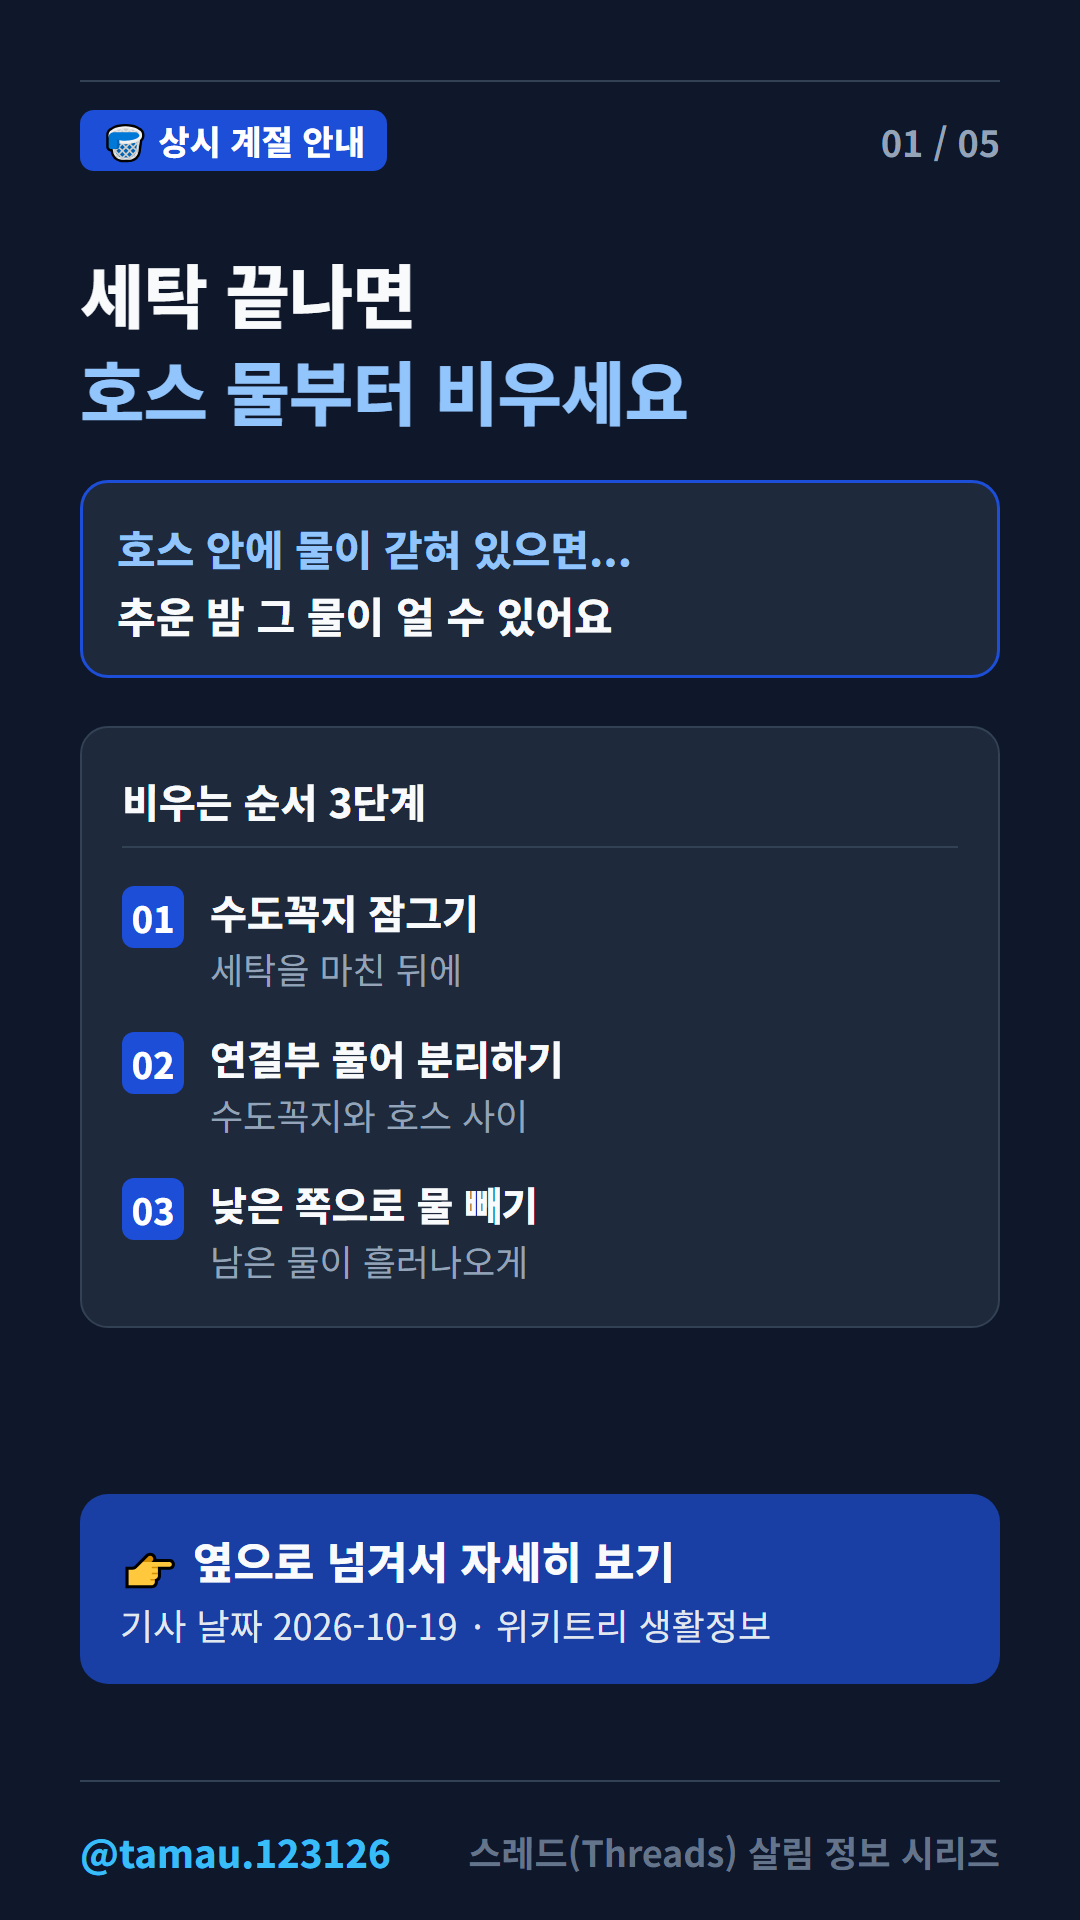 상시 계절 안내
01 / 05
세탁 끝나면
호스 물부터 비우세요
호스 안에 물이 갇혀 있으면...
추운 밤 그 물이 얼 수 있어요
비우는 순서 3단계
01 수도꼭지 잠그기
세탁을 마친 뒤에
02 연결부 풀어 분리하기
수도꼭지와 호스 사이
03 낮은 쪽으로 물 빼기
남은 물이 흘러나오게
👉 옆으로 넘겨서 자세히 보기
기사 날짜 2026-10-19 · 위키트리 생활정보
@tamau.123126
스레드(Threads) 살림 정보 시리즈